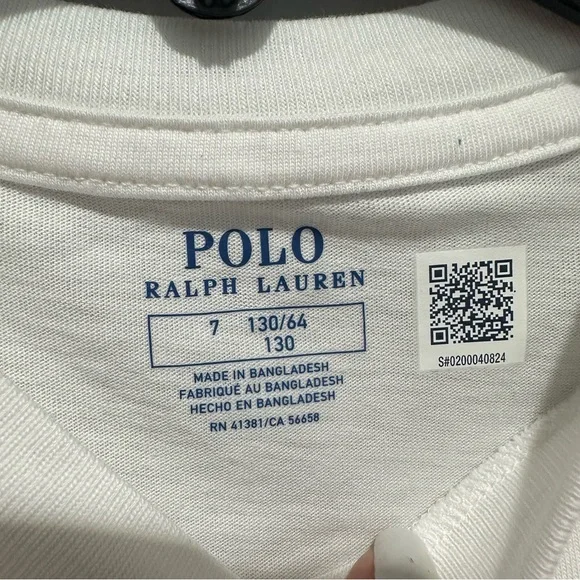 POLO
RALPH LAUREN
7 130/64
130
MADE IN BANGLADESH
FABRIQUÉ AU BANGLADESH
HECHO EN BANGLADESH
RN 41381/CA 56658
S#0200040824